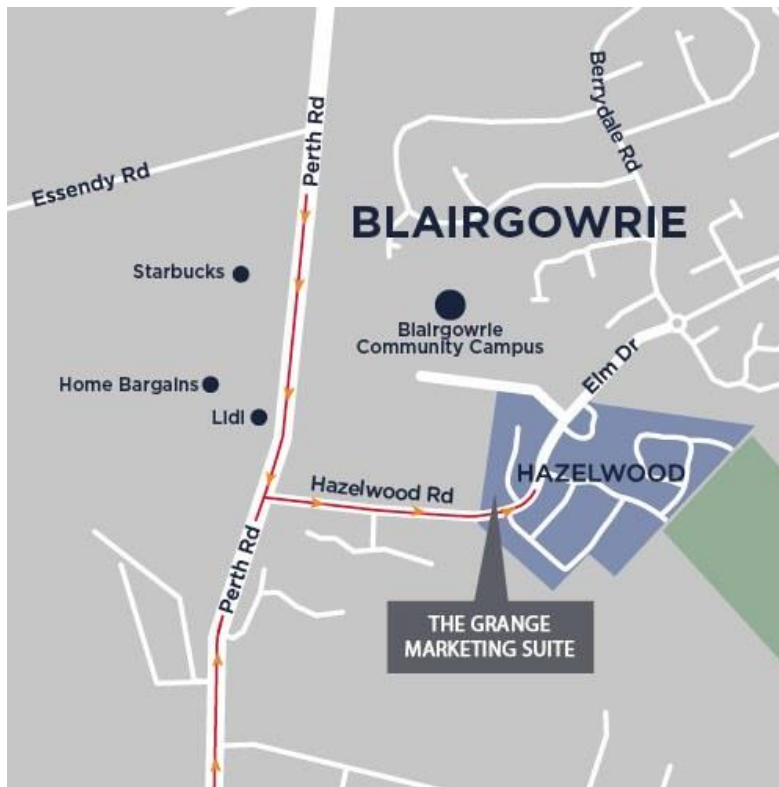 Perth Rd
Berrydale Rd
Essendy Rd
BLAIRGOWRIE
Starbucks
Blairgowrie
Community Campus
Elm Dr
Home Bargains
Lidl
HAZELWOOD
Hazelwood Rd
Perth Rd
THE GRANGE
MARKETING SUITE